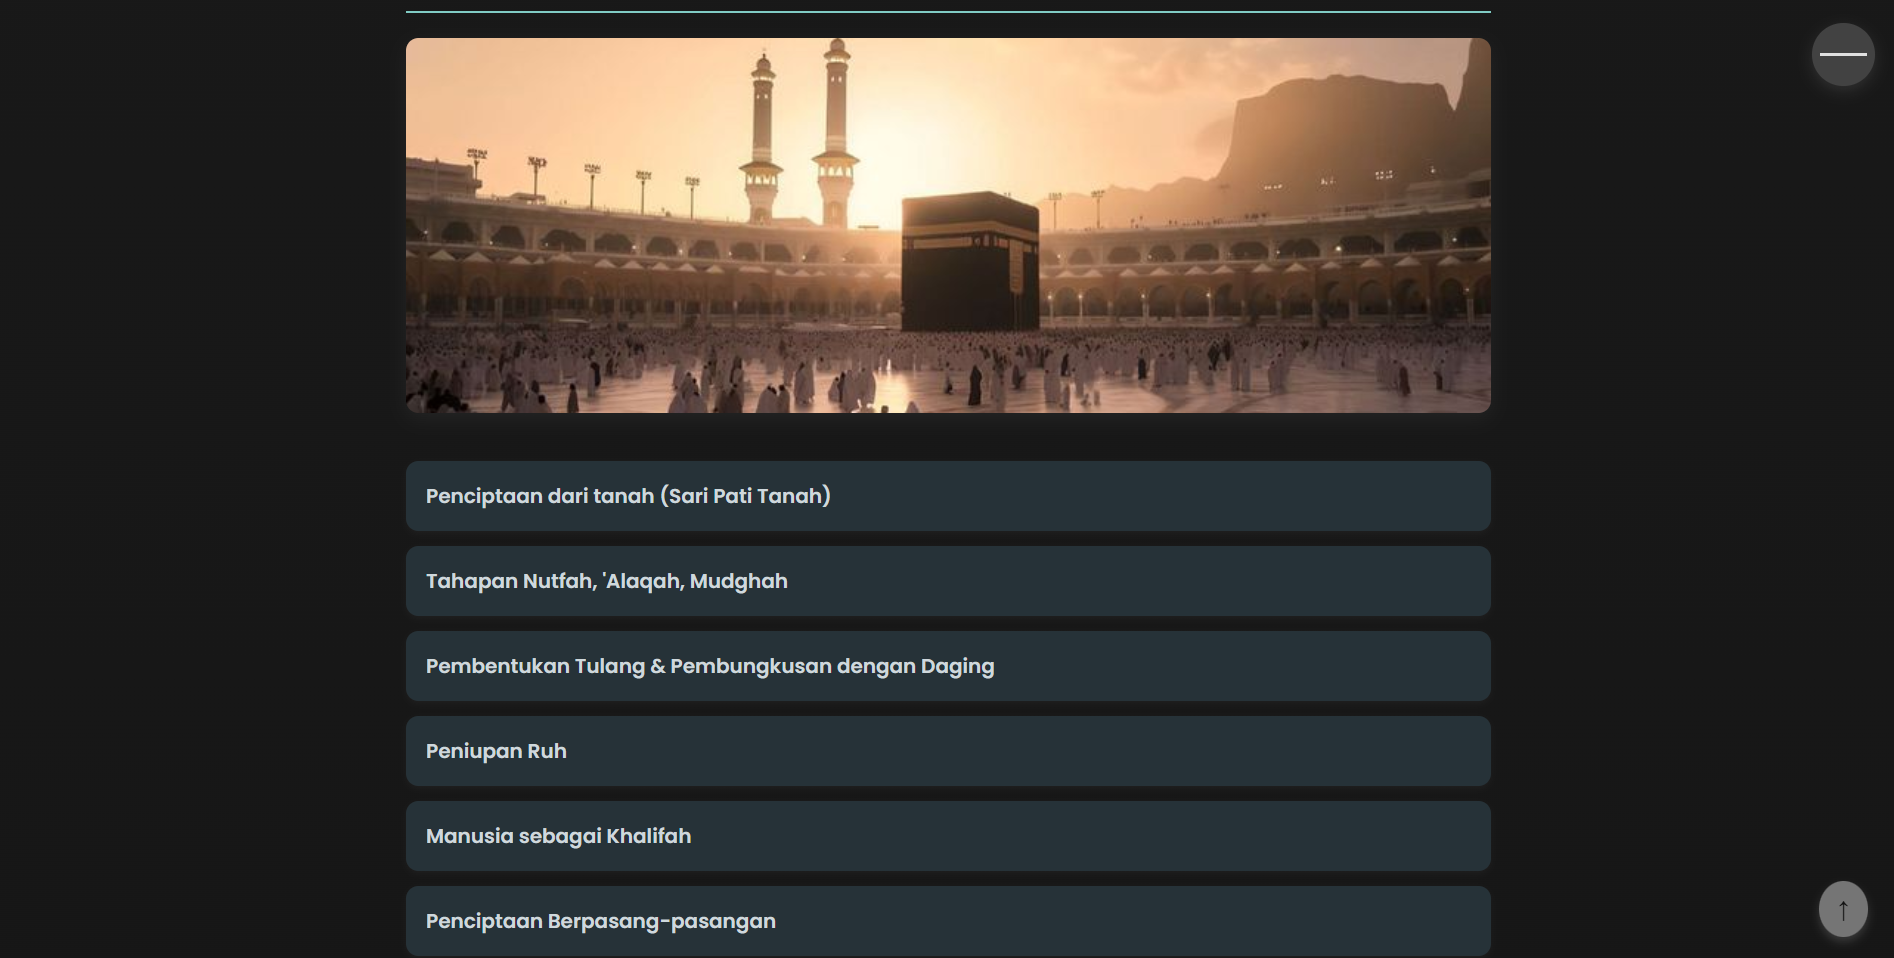 Penciptaan dari tanah (Sari Pati Tanah)
Tahapan Nutfah, 'Alaqah, Mudghah
Pembentukan Tulang & Pembungkusan dengan Daging
Peniupan Ruh
Manusia sebagai Khalifah
Penciptaan Berpasang-pasangan
↑